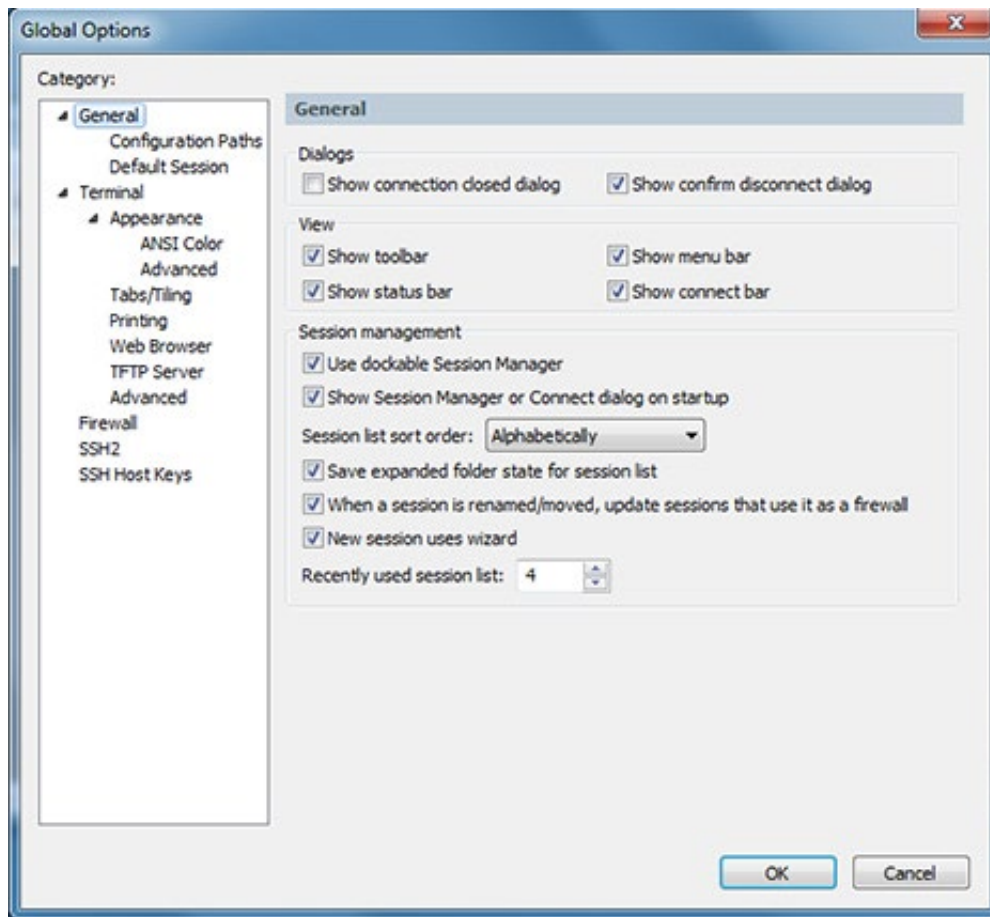 Global Options
Category:
General
Configuration Paths
Default Session
Terminal
Appearance
ANSI Color
Advanced
Tabs/Tiling
Printing
Web Browser
TFTP Server
Advanced
Firewall
SSH2
SSH Host Keys
General
Dialogs
Show connection closed dialog Show confirm disconnect dialog
View
Show toolbar Show menu bar
Show status bar Show connect bar
Session management
Use dockable Session Manager
Show Session Manager or Connect dialog on startup
Session list sort order: Alphabetically
Save expanded folder state for session list
When a session is renamed/moved, update sessions that use it as a firewall
New session uses wizard
Recently used session list: 4
OK Cancel